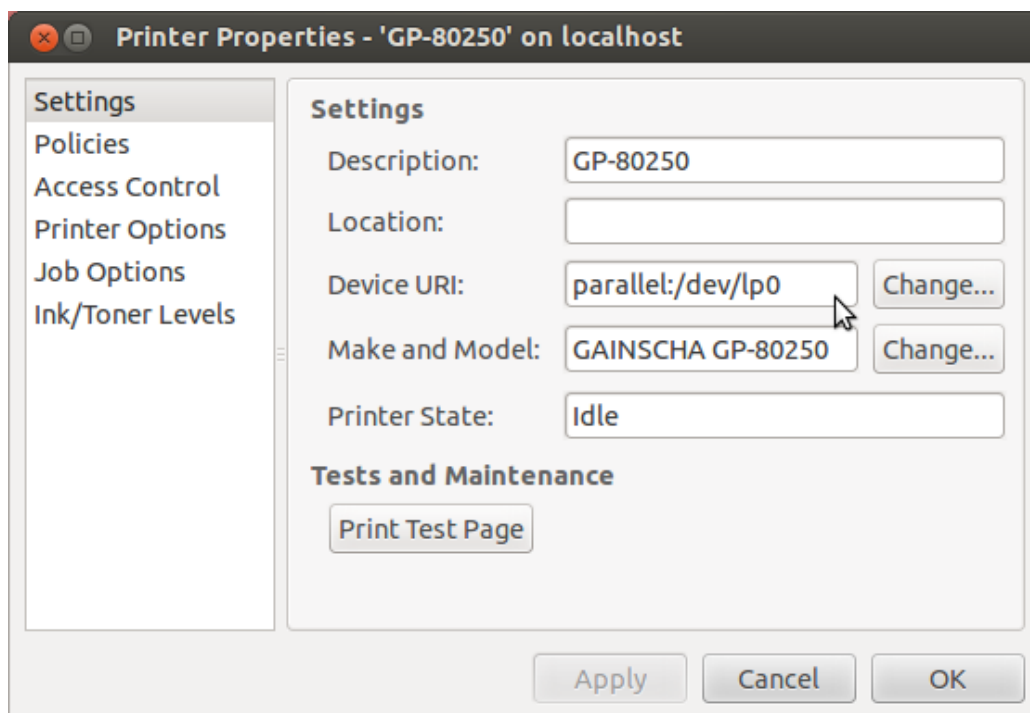 Printer Properties - 'GP-80250' on localhost
Settings
Policies
Access Control
Printer Options
Job Options
Ink/Toner Levels
Settings
Description: GP-80250
Location:
Device URI: parallel:/dev/lp0 Change...
Make and Model: GAINSCHA GP-80250 Change...
Printer State: Idle
Tests and Maintenance
Print Test Page
Apply Cancel OK